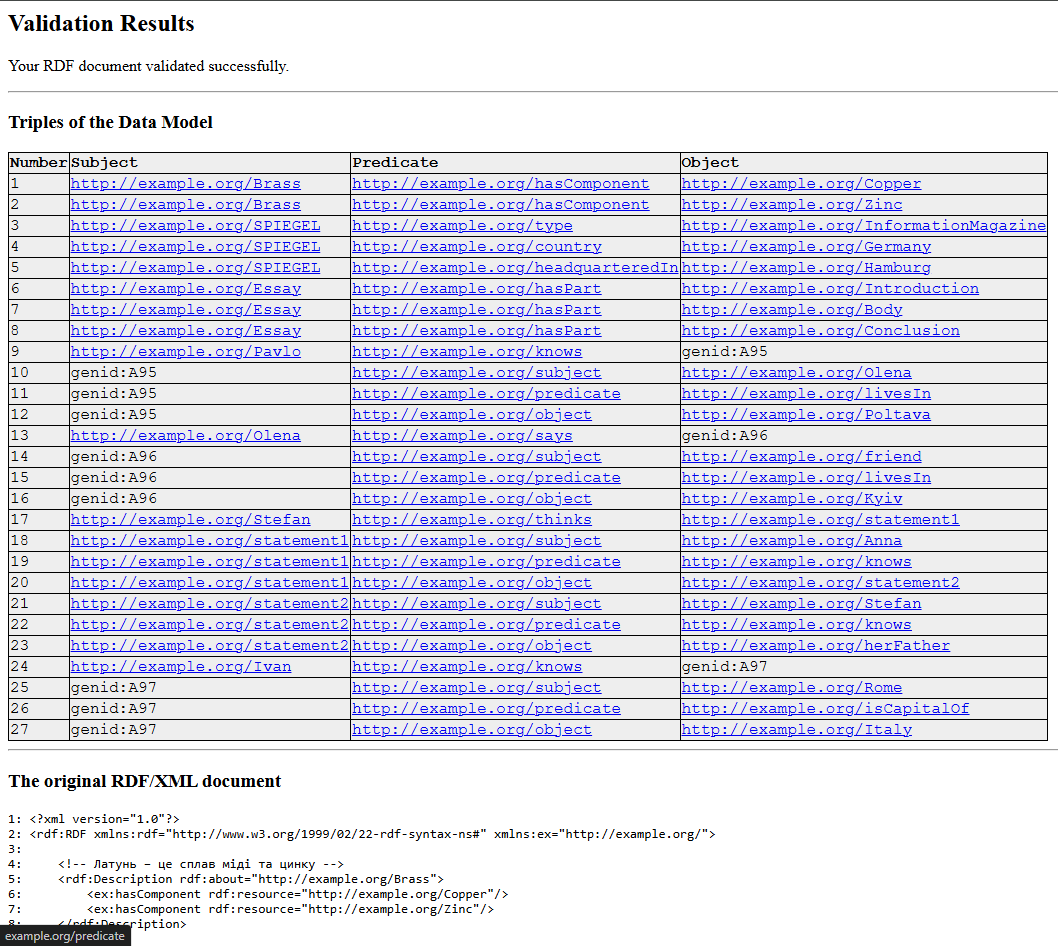 Validation Results
Your RDF document validated successfully.
Triples of the Data Model
Number Subject Predicate Object
1 http://example.org/Brass http://example.org/hasComponent http://example.org/Copper
2 http://example.org/Brass http://example.org/hasComponent http://example.org/Zinc
3 http://example.org/SPIEGEL http://example.org/type http://example.org/InformationMagazine
4 http://example.org/SPIEGEL http://example.org/country http://example.org/Germany
5 http://example.org/SPIEGEL http://example.org/headquarteredIn http://example.org/Hamburg
6 http://example.org/Essay http://example.org/hasPart http://example.org/Introduction
7 http://example.org/Essay http://example.org/hasPart http://example.org/Body
8 http://example.org/Essay http://example.org/hasPart http://example.org/Conclusion
9 http://example.org/Pavlo http://example.org/knows genid:A95
10 genid:A95 http://example.org/subject http://example.org/Olena
11 genid:A95 http://example.org/predicate http://example.org/livesIn
12 genid:A95 http://example.org/object http://example.org/Poltava
13 http://example.org/Olena http://example.org/says genid:A96
14 genid:A96 http://example.org/subject http://example.org/friend
15 genid:A96 http://example.org/predicate http://example.org/livesIn
16 genid:A96 http://example.org/object http://example.org/Kyiv
17 http://example.org/Stefan http://example.org/thinks http://example.org/statement1
18 http://example.org/statement1 http://example.org/subject http://example.org/Anna
19 http://example.org/statement1 http://example.org/predicate http://example.org/knows
20 http://example.org/statement1 http://example.org/object http://example.org/statement2
21 http://example.org/statement2 http://example.org/subject http://example.org/Stefan
22 http://example.org/statement2 http://example.org/predicate http://example.org/knows
23 http://example.org/statement2 http://example.org/object http://example.org/herFather
24 http://example.org/Ivan http://example.org/knows genid:A97
25 genid:A97 http://example.org/subject http://example.org/Rome
26 genid:A97 http://example.org/predicate http://example.org/isCapitalOf
27 genid:A97 http://example.org/object http://example.org/Italy
The original RDF/XML document
1: <?xml version="1.0"?>
2: <rdf:RDF xmlns:rdf="http://www.w3.org/1999/02/22-rdf-syntax-ns#" xmlns:ex="http://example.org/">
3:
4: <!-- Латунь – це сплав міді та цинку -->
5: <rdf:Description rdf:about="http://example.org/Brass">
6: <ex:hasComponent rdf:resource="http://example.org/Copper"/>
7: <ex:hasComponent rdf:resource="http://example.org/Zinc"/>
8: </rdf:Description>
example.org/predicate